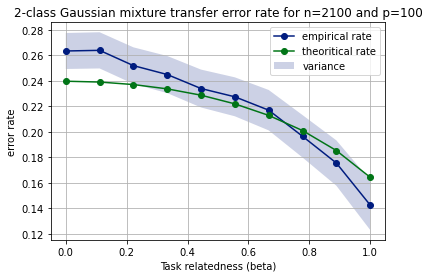 2-class Gaussian mixture transfer error rate for n=2100 and p=100
empirical rate
theoritical rate
variance
0.28
0.26
0.24
0.22
0.20
0.18
0.16
0.14
0.12
error rate
0.0
0.2
0.4
0.6
0.8
1.0
Task relatedness (beta)